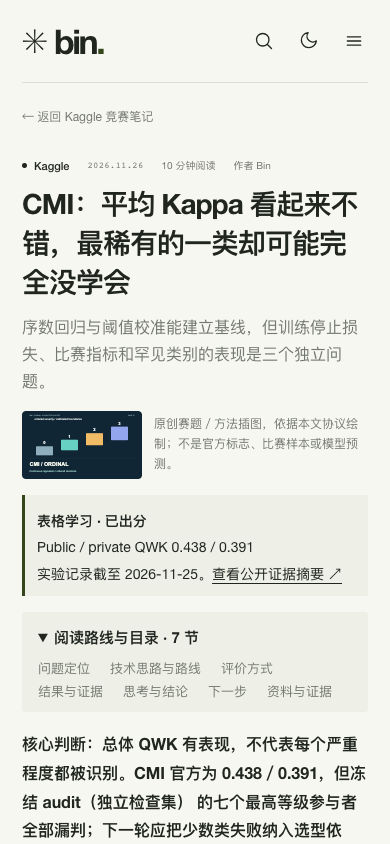 bin.
← 返回 Kaggle 竞赛笔记
Kaggle 2026.11.26 10 分钟阅读 作者 Bin
CMI：平均 Kappa 看起来不
错，最稀有的一类却可能完
全没学会
序数回归与阈值校准能建立基线，但训练停止损
失、比赛指标和罕见类别的表现是三个独立问
题。
0 1 2 3
CMI / ORDINAL
原创赛题 / 方法插图，依据本文协议绘
制；不是官方标志、比赛样本或模型预
测。
表格学习 · 已出分
Public / private QWK 0.438 / 0.391
实验记录截至 2026-11-25。查看公开证据摘要 ↗
▼ 阅读路线与目录 · 7 节
问题定位 技术思路与路线 评价方式
结果与证据 思考与结论 下一步 资料与证据
核心判断：总体 QWK 有表现，不代表每个严重
程度都被识别。CMI 官方为 0.438 / 0.391，但冻
结 audit（独立检查集） 的七个最高等级参与者
全部漏判；下一轮应把少数类失败纳入选型依